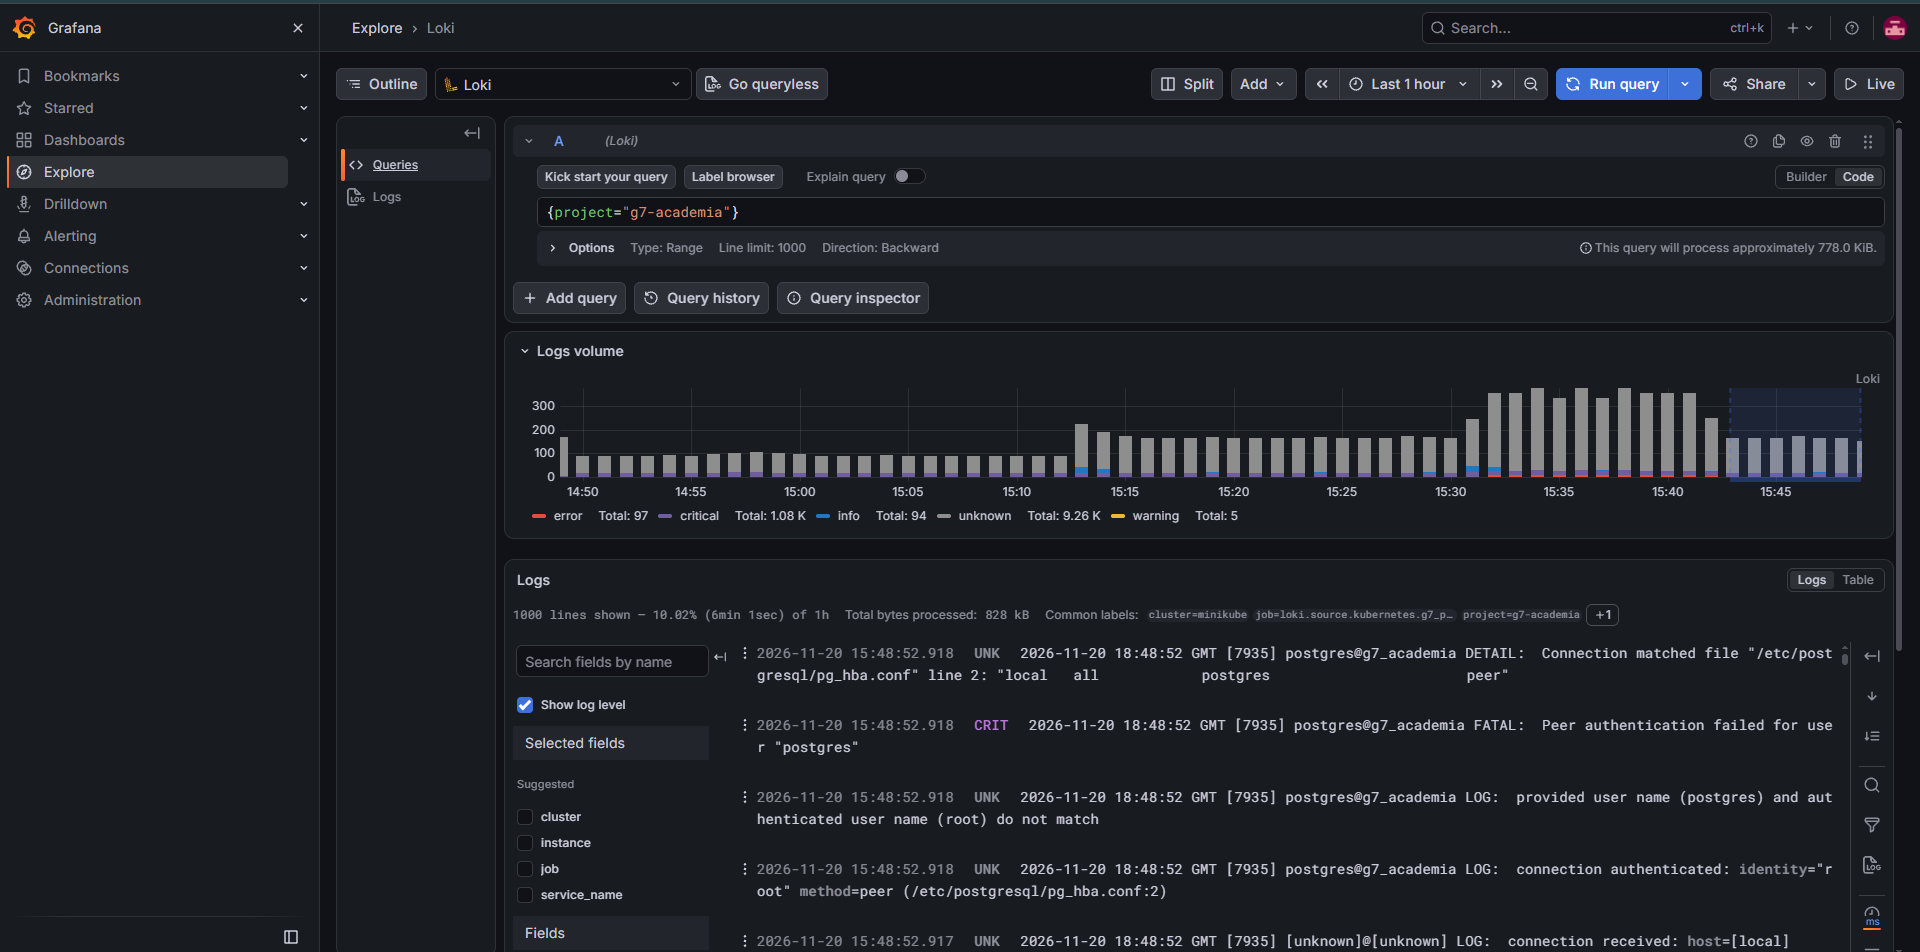 Grafana
Explore › Loki
Search...
ctrl+k
Bookmarks
Starred
Dashboards
Explore
Drilldown
Alerting
Connections
Administration
Outline
Loki
Go queryless
Split
Add
Last 1 hour
Run query
Share
Live
Queries
LOG Logs
A (Loki)
Kick start your query
Label browser
Explain query
Builder
Code
{project="g7-academia"}
Options Type: Range Line limit: 1000 Direction: Backward
This query will process approximately 778.0 KiB.
+ Add query
Query history
Query inspector
Logs volume
Loki
300
200
100
0
14:50 14:55 15:00 15:05 15:10 15:15 15:20 15:25 15:30 15:35 15:40 15:45
error Total: 97 critical Total: 1.08 K info Total: 94 unknown Total: 9.26 K warning Total: 5
Logs
Logs
Table
1000 lines shown — 10.02% (6min 1sec) of 1h Total bytes processed: 828 kB Common labels: cluster=minikube job=loki.source.kubernetes.g7_p… project=g7-academia +1
Search fields by name
Show log level
Selected fields
Suggested
cluster
instance
job
service_name
Fields
2026-11-20 15:48:52.918 UNK 2026-11-20 18:48:52 GMT [7935] postgres@g7_academia DETAIL: Connection matched file "/etc/post
gresql/pg_hba.conf" line 2: "local all postgres peer"
2026-11-20 15:48:52.918 CRIT 2026-11-20 18:48:52 GMT [7935] postgres@g7_academia FATAL: Peer authentication failed for use
r "postgres"
2026-11-20 15:48:52.918 UNK 2026-11-20 18:48:52 GMT [7935] postgres@g7_academia LOG: provided user name (postgres) and aut
henticated user name (root) do not match
2026-11-20 15:48:52.918 UNK 2026-11-20 18:48:52 GMT [7935] postgres@g7_academia LOG: connection authenticated: identity="r
oot" method=peer (/etc/postgresql/pg_hba.conf:2)
2026-11-20 15:48:52.917 UNK 2026-11-20 18:48:52 GMT [7935] [unknown]@[unknown] LOG: connection received: host=[local]
LOG
ms